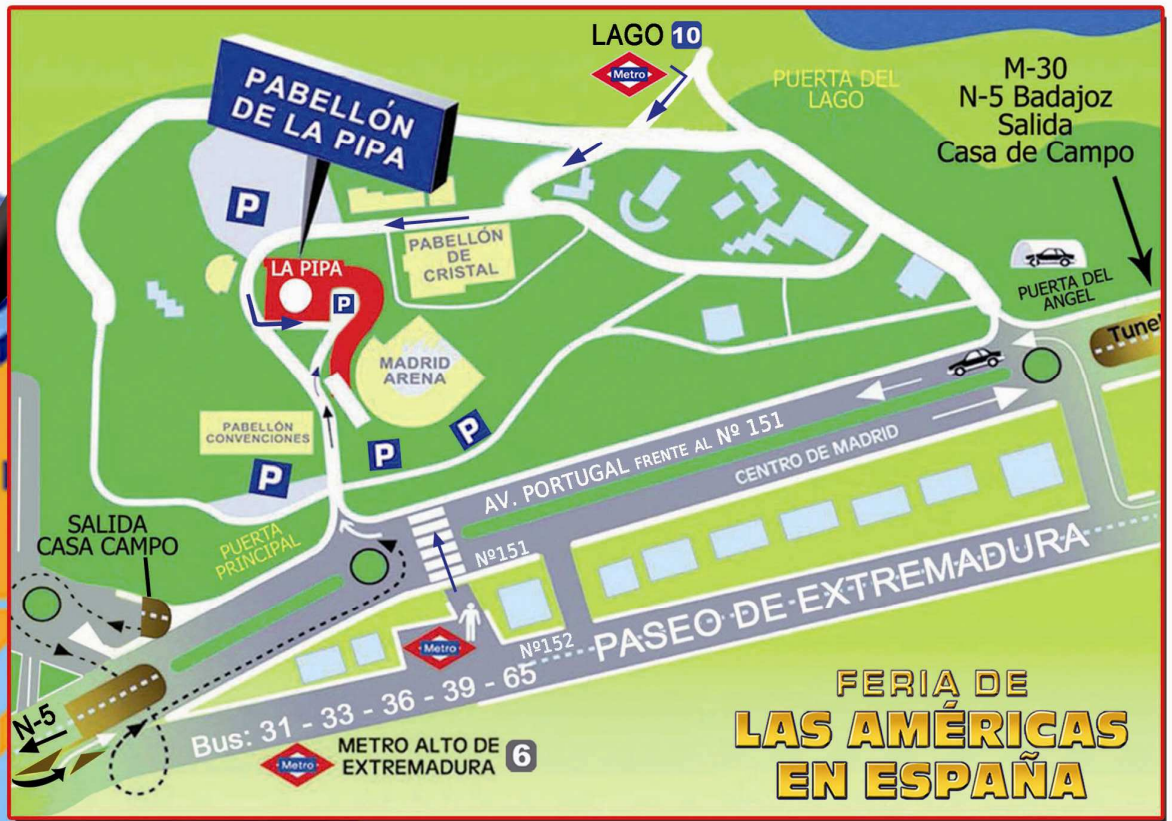 LAGO 10
Metro
PUERTA DEL
LAGO
M-30
N-5 Badajoz
Salida
Casa de Campo
PABELLÓN
DE LA PIPA
P
PABELLÓN
DE
CRISTAL
LA PIPA
P
PUERTA DEL
ANGEL
Tunel
MADRID
ARENA
PABELLÓN
CONVENCIONES
P
P
P
AV. PORTUGAL FRENTE AL Nº 151
CENTRO DE MADRID
SALIDA
CASA CAMPO
PUERTA
PRINCIPAL
Nº151
Nº152
PASEO DE EXTREMADURA
Metro
N-5
Bus: 31 - 33 - 36 - 39 - 65
Metro
METRO ALTO DE
EXTREMADURA 6
FERIA DE
LAS AMÉRICAS
EN ESPAÑA